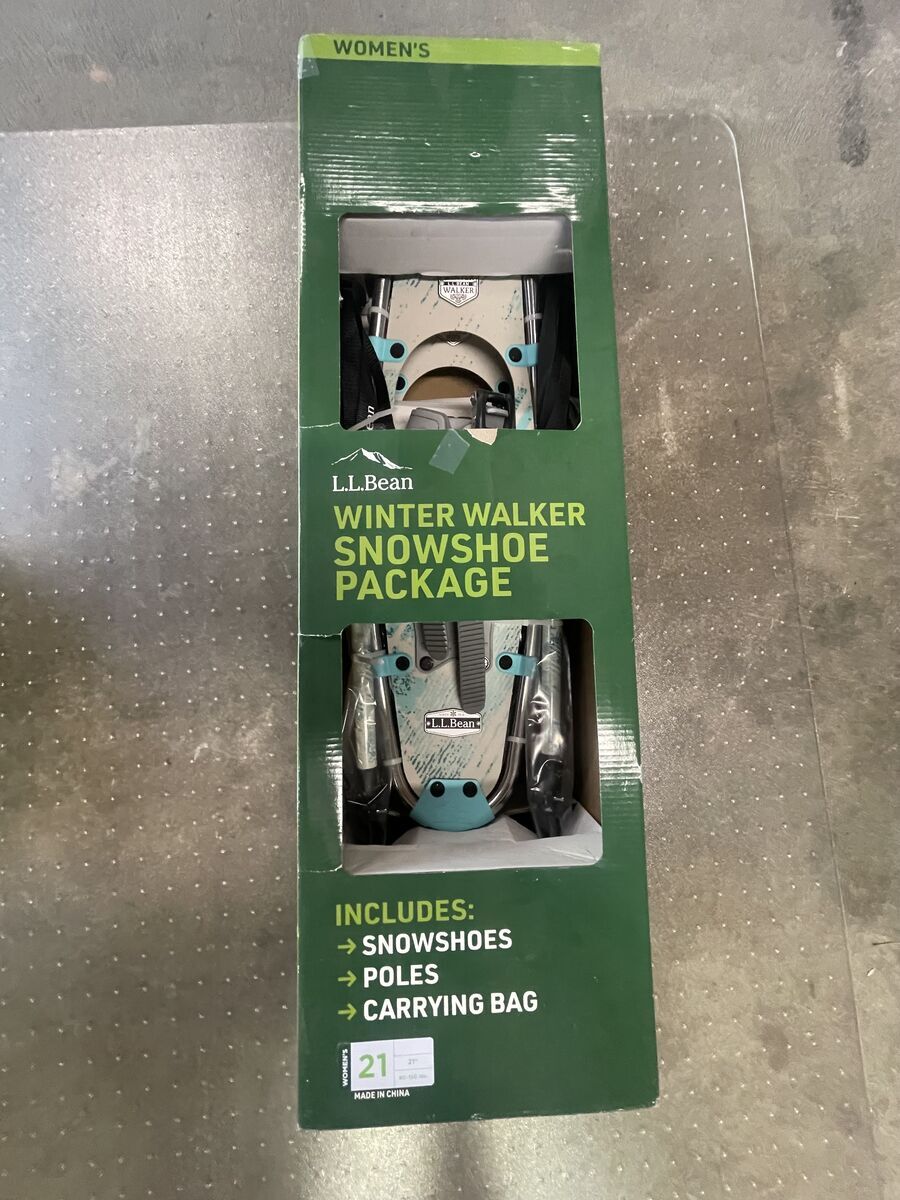 WOMEN'S
L.L.BEAN
WALKER
L.L.Bean
WINTER WALKER
SNOWSHOE
PACKAGE
L.L.Bean
INCLUDES:
→ SNOWSHOES
→ POLES
→ CARRYING BAG
WOMEN'S
21
21"
MADE IN CHINA